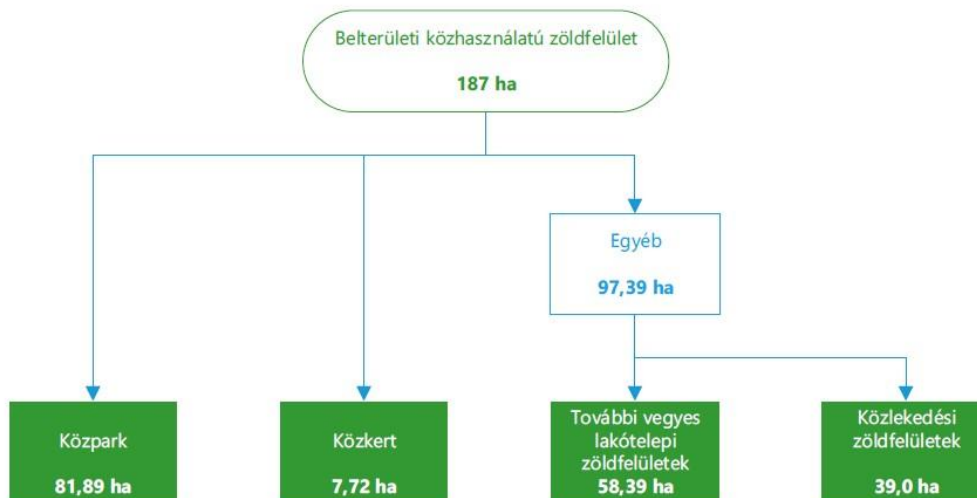 Belterületi közhasználatú zöldfelület
187 ha
Egyéb
97,39 ha
Közpark
81,89 ha
Közkert
7,72 ha
További vegyes
lakótelepi
zöldfelületek
58,39 ha
Közlekedési
zöldfelületek
39,0 ha